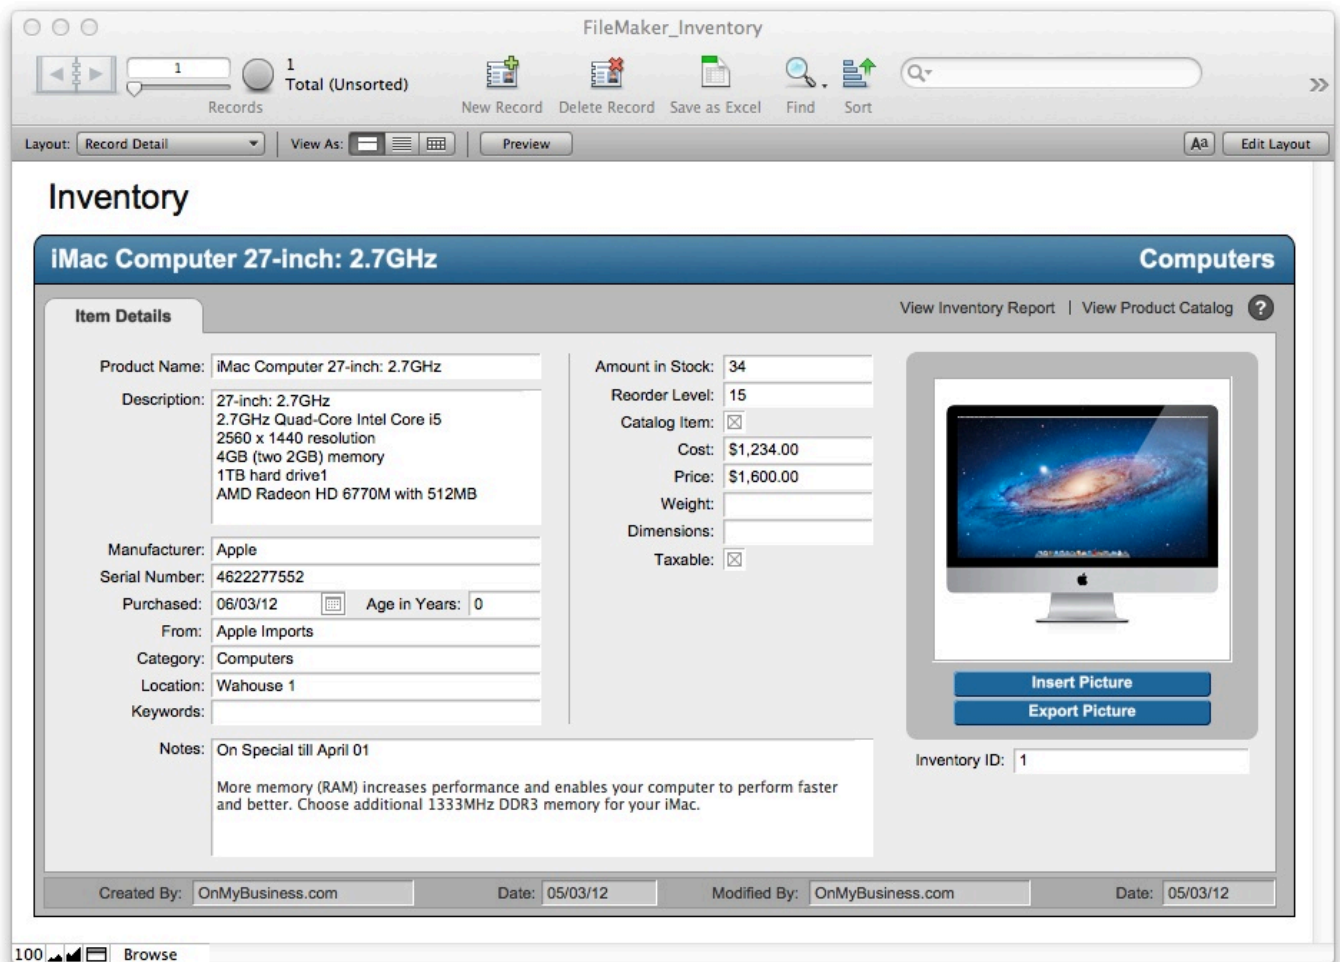 FileMaker_Inventory
1
1
Total (Unsorted)
Records
New Record
Delete Record
Save as Excel
Find
Sort
Layout: Record Detail
View As:
Preview
Aa
Edit Layout
Inventory
iMac Computer 27-inch: 2.7GHz
Computers
Item Details
View Inventory Report | View Product Catalog ?
Product Name: iMac Computer 27-inch: 2.7GHz
Description: 27-inch: 2.7GHz
2.7GHz Quad-Core Intel Core i5
2560 x 1440 resolution
4GB (two 2GB) memory
1TB hard drive1
AMD Radeon HD 6770M with 512MB
Manufacturer: Apple
Serial Number: 4622277552
Purchased: 06/03/12 Age in Years: 0
From: Apple Imports
Category: Computers
Location: Wahouse 1
Keywords:
Amount in Stock: 34
Reorder Level: 15
Catalog Item:
Cost: $1,234.00
Price: $1,600.00
Weight:
Dimensions:
Taxable:
Insert Picture
Export Picture
Inventory ID: 1
Notes: On Special till April 01
More memory (RAM) increases performance and enables your computer to perform faster
and better. Choose additional 1333MHz DDR3 memory for your iMac.
Created By: OnMyBusiness.com Date: 05/03/12 Modified By: OnMyBusiness.com Date: 05/03/12
100 Browse